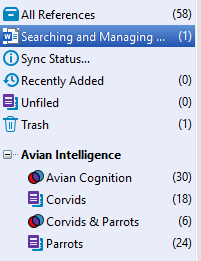 All References (58)
Searching and Managing ... (1)
Sync Status...
Recently Added (0)
Unfiled (0)
Trash (1)
Avian Intelligence
Avian Cognition (30)
Corvids (18)
Corvids & Parrots (6)
Parrots (24)